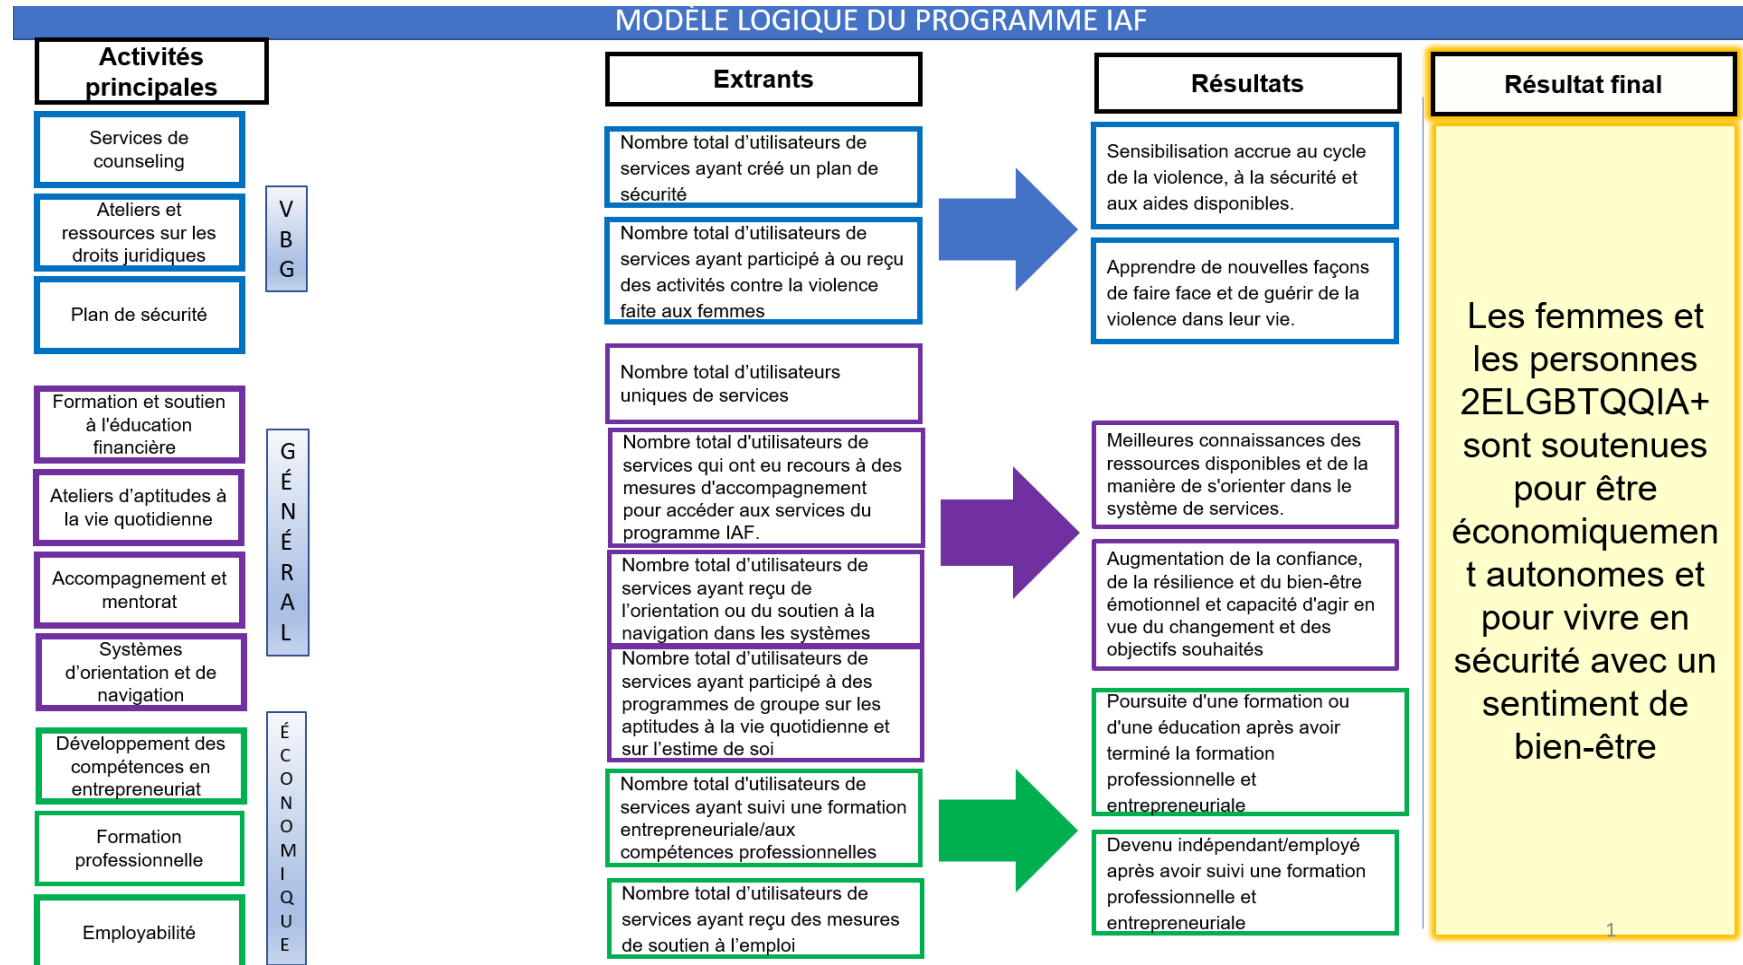 MODÈLE LOGIQUE DU PROGRAMME IAF
Activités
principales
Services de
counseling
Ateliers et
ressources sur les
droits juridiques
Plan de sécurité
Formation et soutien
à l'éducation
financière
Ateliers d’aptitudes à
la vie quotidienne
Accompagnement et
mentorat
Systèmes
d’orientation et de
navigation
Développement des
compétences en
entrepreneuriat
Formation
professionnelle
Employabilité
V
B
G
G
É
N
É
R
A
L
É
C
O
N
O
M
I
Q
U
E
Extrants
Nombre total d’utilisateurs de
services ayant créé un plan de
sécurité
Nombre total d’utilisateurs de
services ayant participé à ou reçu
des activités contre la violence
faite aux femmes
Nombre total d’utilisateurs
uniques de services
Nombre total d'utilisateurs de
services qui ont eu recours à des
mesures d'accompagnement
pour accéder aux services du
programme IAF.
Nombre total d’utilisateurs de
services ayant reçu de
l’orientation ou du soutien à la
navigation dans les systèmes
Nombre total d’utilisateurs de
services ayant participé à des
programmes de groupe sur les
aptitudes à la vie quotidienne et
sur l’estime de soi
Nombre total d'utilisateurs de
services ayant suivi une formation
entrepreneuriale/aux
compétences professionnelles
Nombre total d’utilisateurs de
services ayant reçu des mesures
de soutien à l’emploi
Résultats
Sensibilisation accrue au cycle
de la violence, à la sécurité et
aux aides disponibles.
Apprendre de nouvelles façons
de faire face et de guérir de la
violence dans leur vie.
Meilleures connaissances des
ressources disponibles et de la
manière de s'orienter dans le
système de services.
Augmentation de la confiance,
de la résilience et du bien-être
émotionnel et capacité d'agir en
vue du changement et des
objectifs souhaités
Poursuite d'une formation ou
d'une éducation après avoir
terminé la formation
professionnelle et
entrepreneuriale
Devenu indépendant/employé
après avoir suivi une formation
professionnelle et
entrepreneuriale
Résultat final
Les femmes et
les personnes
2ELGBTQQIA+
sont soutenues
pour être
économiquemen
t autonomes et
pour vivre en
sécurité avec un
sentiment de
bien-être
1